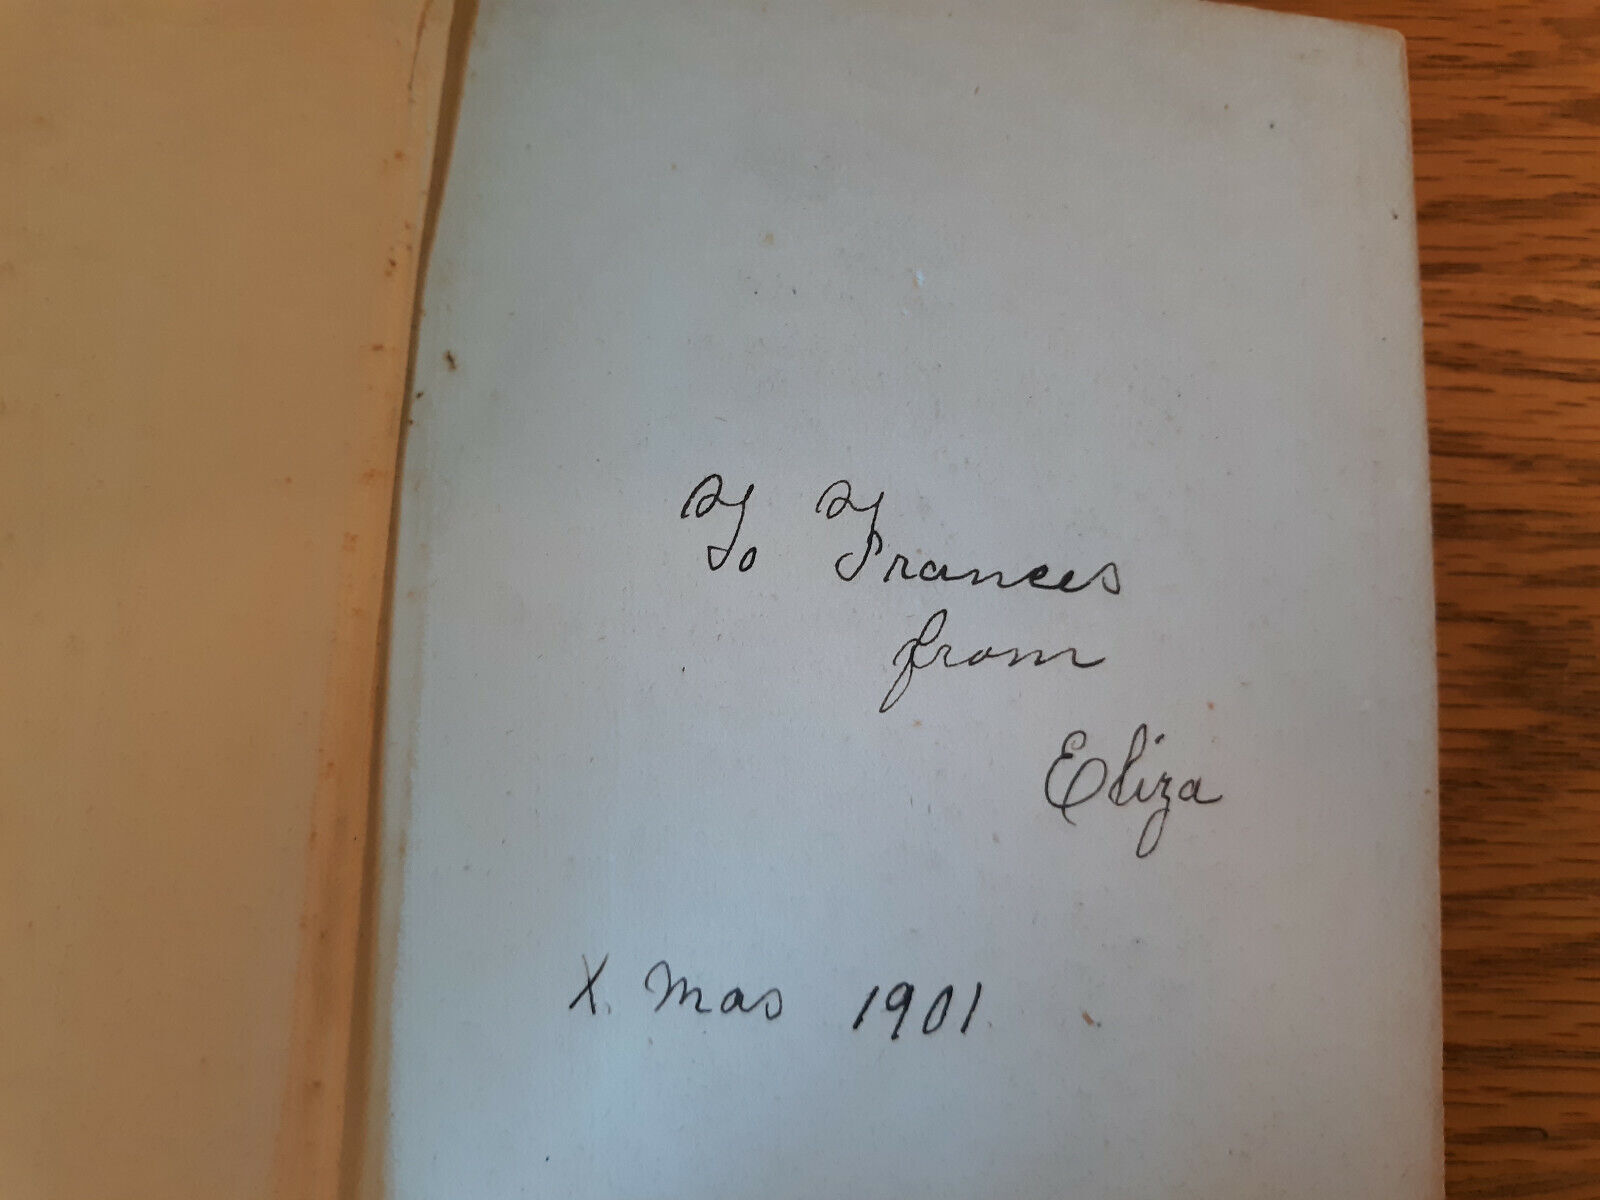 To Frances
from
Eliza
X. Mas 1901.